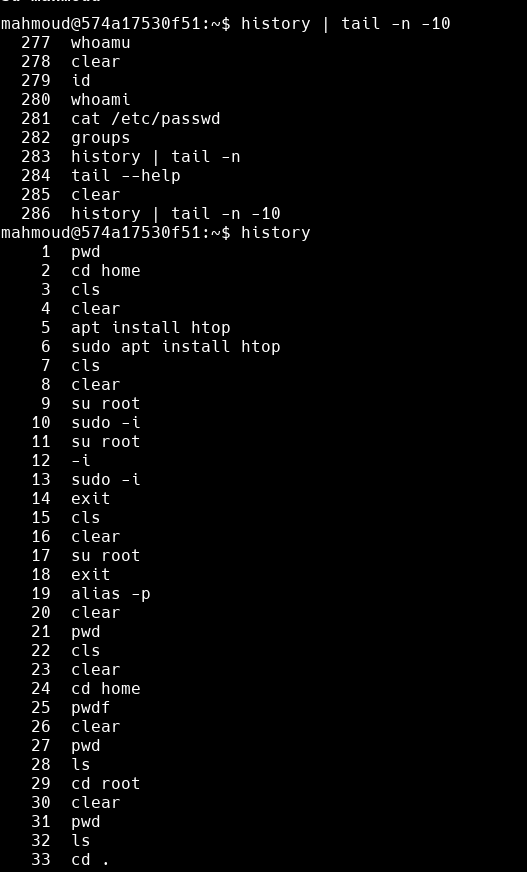 mahmoud@574a17530f51:~$ history | tail -n -10
277 whoamu
278 clear
279 id
280 whoami
281 cat /etc/passwd
282 groups
283 history | tail -n
284 tail --help
285 clear
286 history | tail -n -10
mahmoud@574a17530f51:~$ history
1 pwd
2 cd home
3 cls
4 clear
5 apt install htop
6 sudo apt install htop
7 cls
8 clear
9 su root
10 sudo -i
11 su root
12 -i
13 sudo -i
14 exit
15 cls
16 clear
17 su root
18 exit
19 alias -p
20 clear
21 pwd
22 cls
23 clear
24 cd home
25 pwdf
26 clear
27 pwd
28 ls
29 cd root
30 clear
31 pwd
32 ls
33 cd .